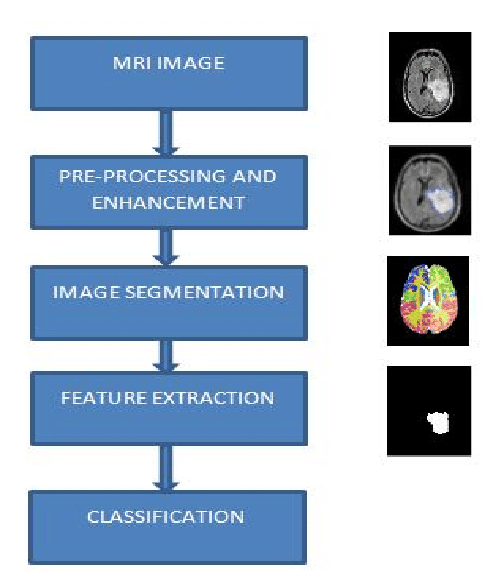 MRI IMAGE
PRE-PROCESSING AND
ENHANCEMENT
IMAGE SEGMENTATION
FEATURE EXTRACTION
CLASSIFICATION